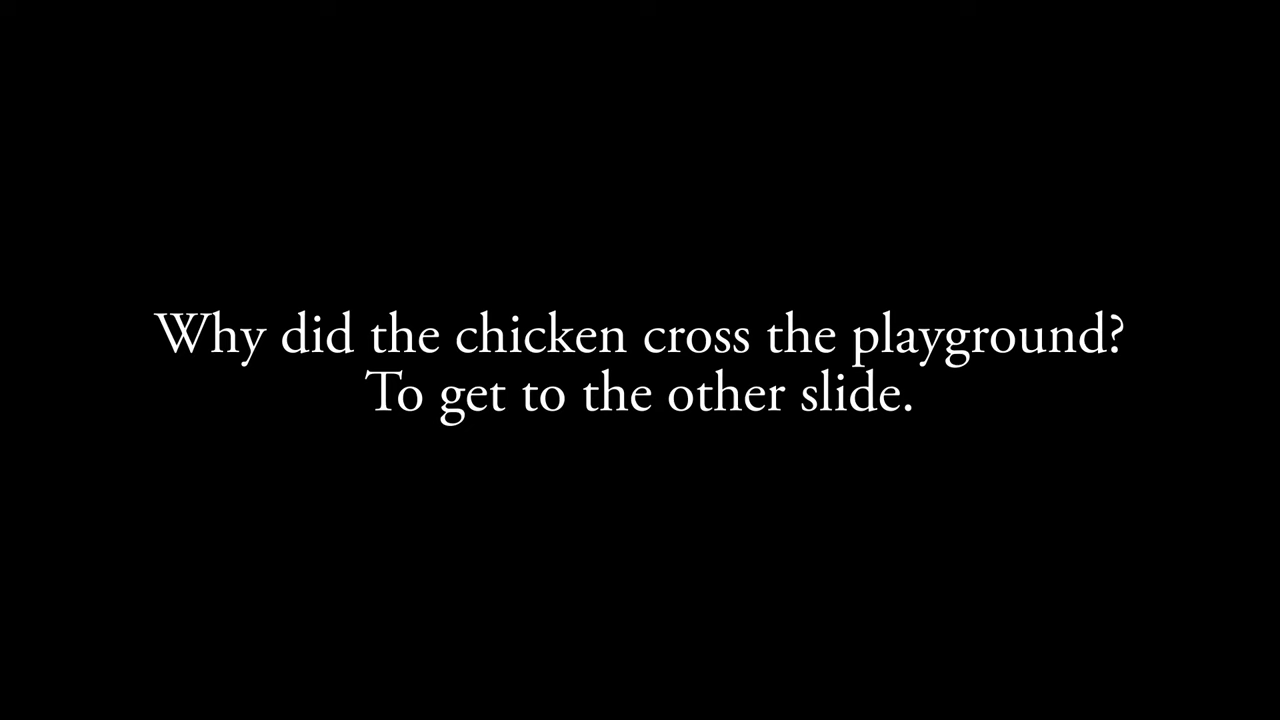 Why did the chicken cross the playground?
To get to the other slide.